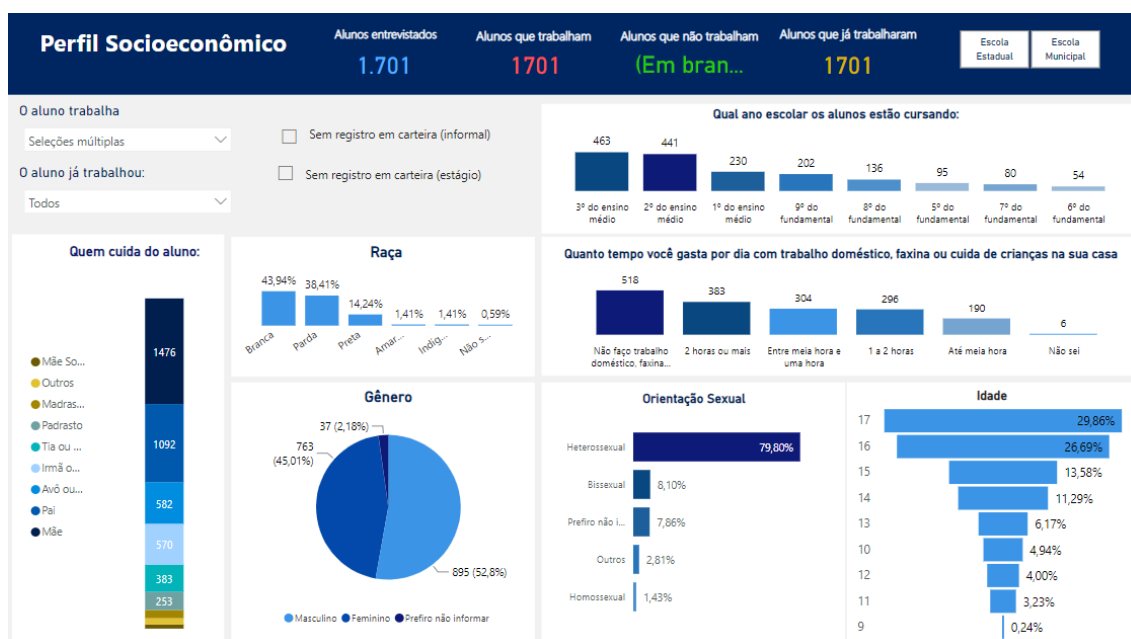 Perfil Socioeconômico
Alunos entrevistados
1.701
Alunos que trabalham
1701
Alunos que não trabalham
(Em bran...
Alunos que já trabalharam
1701
Escola
Estadual
Escola
Municipal
O aluno trabalha
Seleções múltiplas
O aluno já trabalhou:
Todos
Sem registro em carteira (informal)
Sem registro em carteira (estágio)
Qual ano escolar os alunos estão cursando:
463
441
230
202
136
95
80
54
3º do ensino
médio
2º do ensino
médio
1º do ensino
médio
9º do
fundamental
8º do
fundamental
5º do
fundamental
7º do
fundamental
6º do
fundamental
Quem cuida do aluno:
Mãe So...
Outros
Madras...
Padrasto
Tia ou ...
Irmã o...
Avô ou...
Pai
Mãe
1476
1092
582
570
383
253
Raça
43,94%
38,41%
14,24%
1,41%
1,41%
0,59%
Branca
Parda
Preta
Amar...
Indíg...
Não s...
Quanto tempo você gasta por dia com trabalho doméstico, faxina ou cuida de crianças na sua casa
518
383
304
296
190
6
Não faço trabalho
doméstico, faxina...
2 horas ou mais
Entre meia hora e
uma hora
1 a 2 horas
Até meia hora
Não sei
Gênero
37 (2,18%)
763
(45,01%)
895 (52,8%)
Masculino
Feminino
Prefiro não informar
Orientação Sexual
Heterossexual
79,80%
Bissexual
8,10%
Prefiro não i...
7,86%
Outros
2,81%
Homossexual
1,43%
Idade
17
29,86%
16
26,69%
15
13,58%
14
11,29%
13
6,17%
10
4,94%
12
4,00%
11
3,23%
9
0,24%